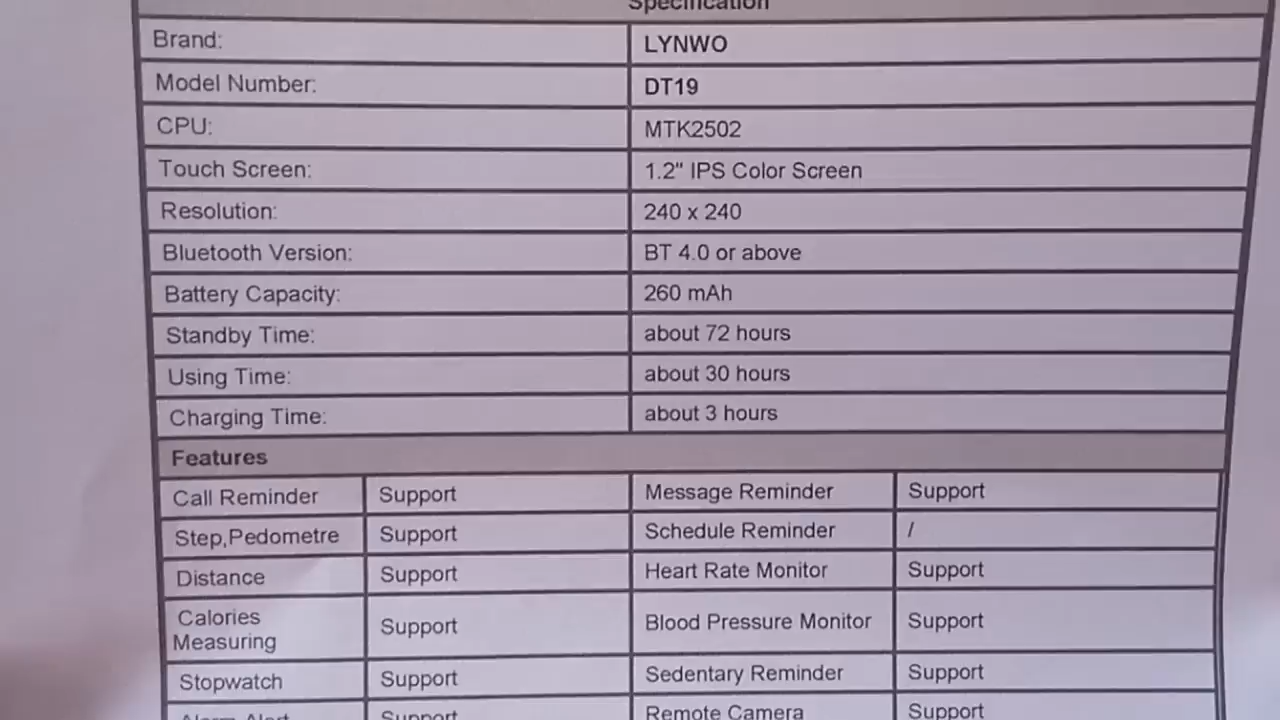 Specification
Brand: LYNWO
Model Number: DT19
CPU: MTK2502
Touch Screen: 1.2" IPS Color Screen
Resolution: 240 x 240
Bluetooth Version: BT 4.0 or above
Battery Capacity: 260 mAh
Standby Time: about 72 hours
Using Time: about 30 hours
Charging Time: about 3 hours
Features
Call Reminder Support Message Reminder Support
Step,Pedometre Support Schedule Reminder /
Distance Support Heart Rate Monitor Support
Calories
Measuring Support Blood Pressure Monitor Support
Stopwatch Support Sedentary Reminder Support
Alarm Alert Support Remote Camera Support